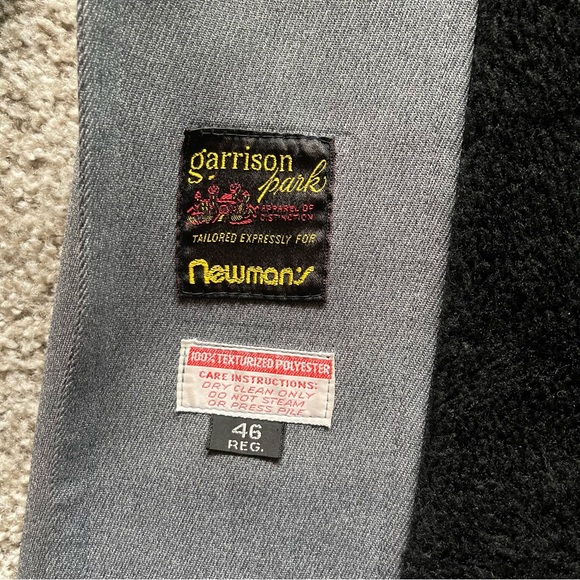 garrison
park
APPAREL OF
DISTINCTION
TAILORED EXPRESSLY FOR
Newman's
100% TEXTURIZED POLYESTER
CARE INSTRUCTIONS:
DRY CLEAN ONLY
DO NOT STEAM
OR PRESS PILE
46
REG.